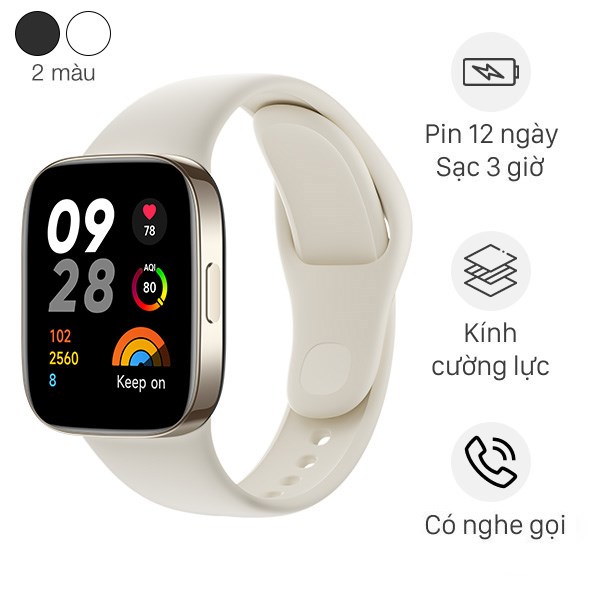 2 màu
09
28
78
AQI
80
102
2560
8
Keep on
Pin 12 ngày
Sạc 3 giờ
Kính
cường lực
Có nghe gọi